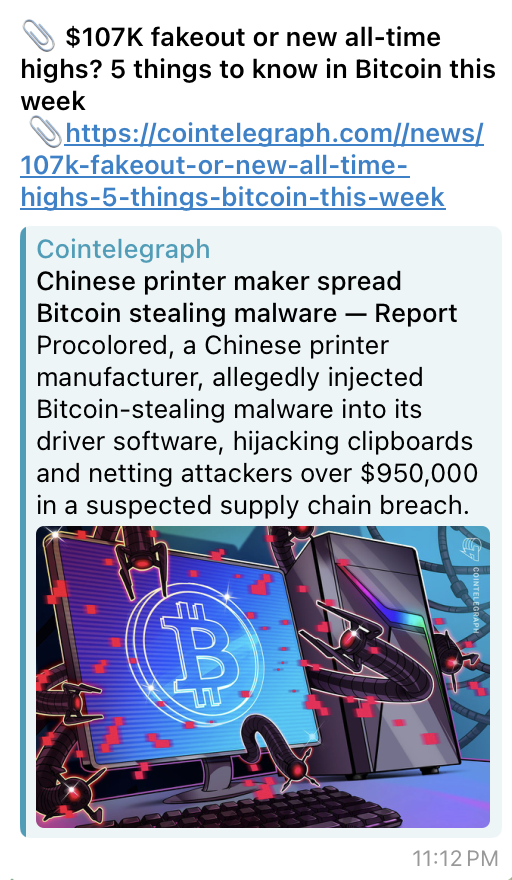 📎 $107K fakeout or new all-time
highs? 5 things to know in Bitcoin this
week
📎https://cointelegraph.com//news/
107k-fakeout-or-new-all-time-
highs-5-things-bitcoin-this-week
Cointelegraph
Chinese printer maker spread
Bitcoin stealing malware — Report
Procolored, a Chinese printer
manufacturer, allegedly injected
Bitcoin-stealing malware into its
driver software, hijacking clipboards
and netting attackers over $950,000
in a suspected supply chain breach.
COINTELEGRAPH
11:12 PM